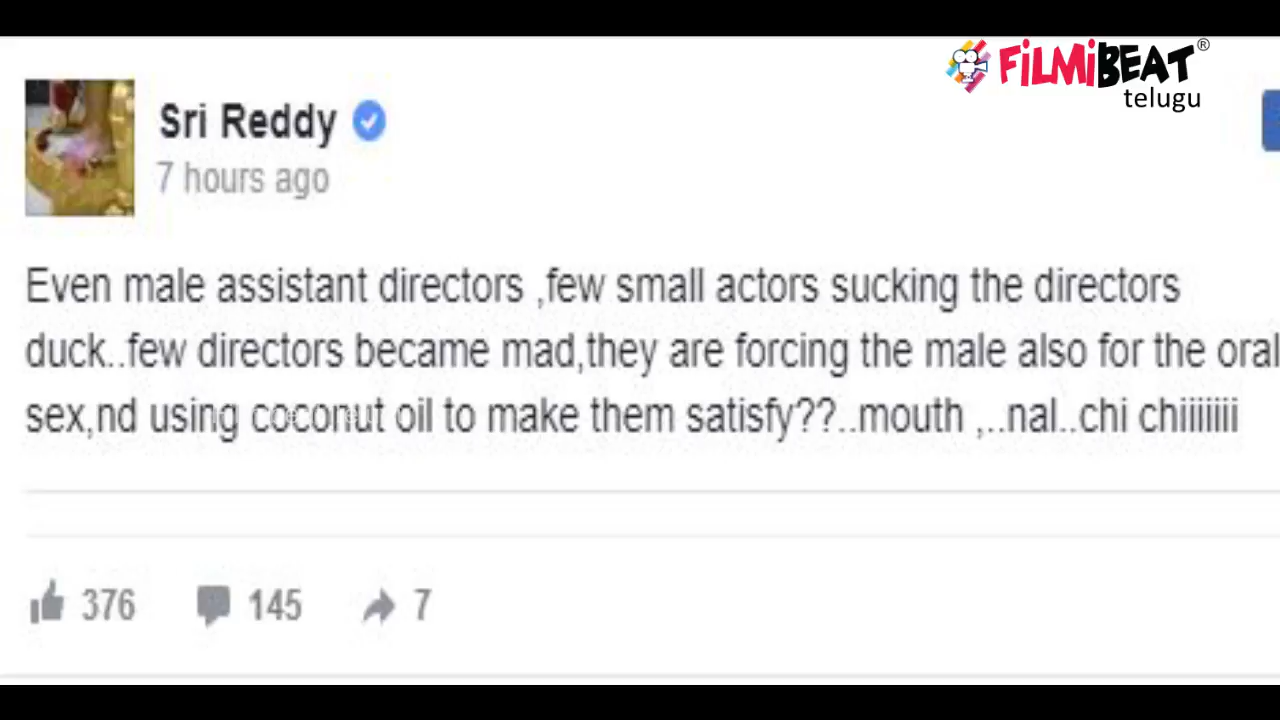 FiLMiBEAT®
telugu
Sri Reddy
7 hours ago
Even male assistant directors ,few small actors sucking the directors
duck..few directors became mad,they are forcing the male also for the oral
sex,nd using coconut oil to make them satisfy??..mouth ,..nal..chi chiiiiiiii
376 145 7